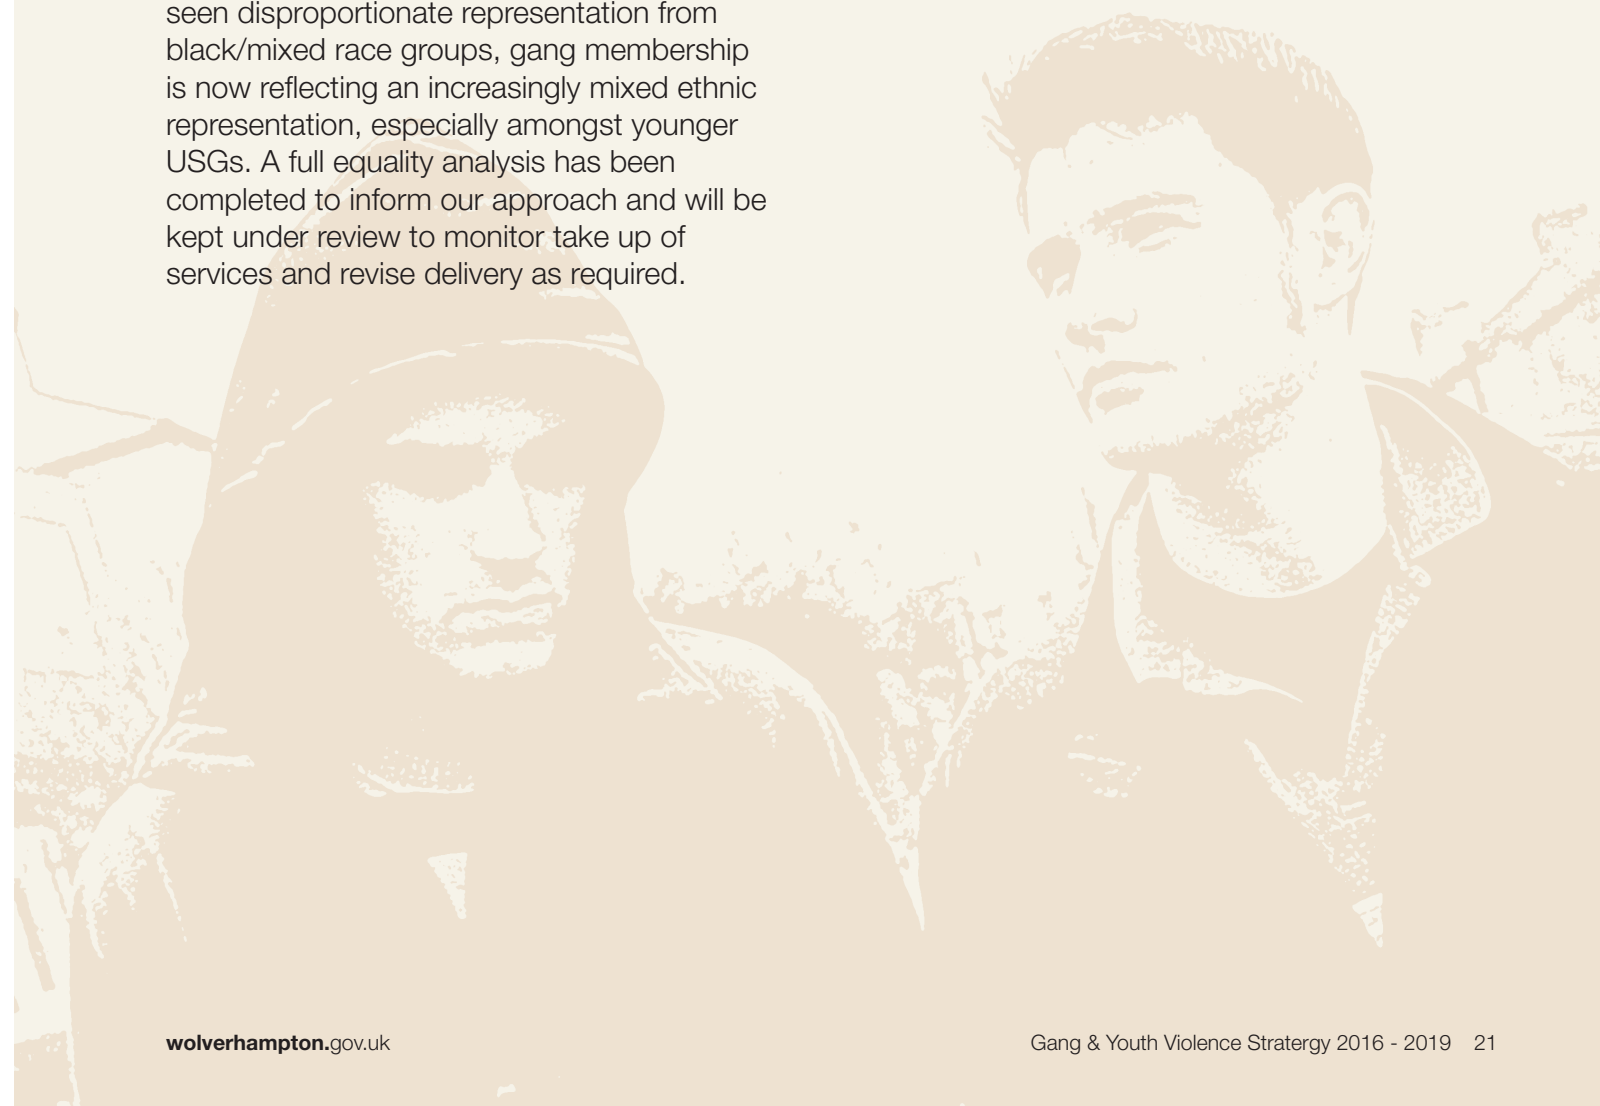 seen disproportionate representation from
black/mixed race groups, gang membership
is now reflecting an increasingly mixed ethnic
representation, especially amongst younger
USGs. A full equality analysis has been
completed to inform our approach and will be
kept under review to monitor take up of
services and revise delivery as required.
wolverhampton.gov.uk
Gang & Youth Violence Stratergy 2016 - 2019 21